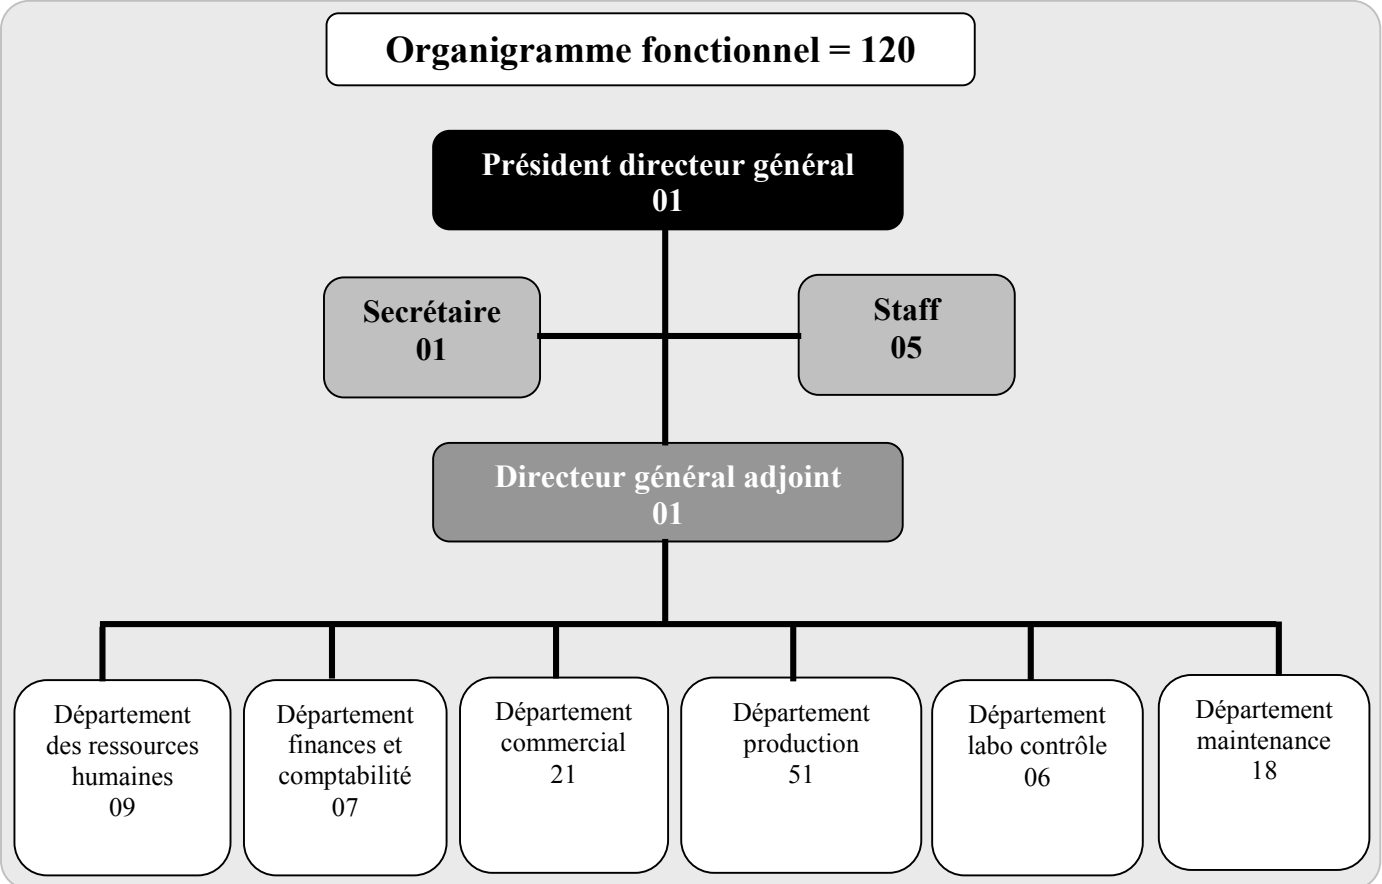 Organigramme fonctionnel = 120
Président directeur général
01
Secrétaire
01
Staff
05
Directeur général adjoint
01
Département
des ressources
humaines
09
Département
finances et
comptabilité
07
Département
commercial
21
Département
production
51
Département
labo contrôle
06
Département
maintenance
18